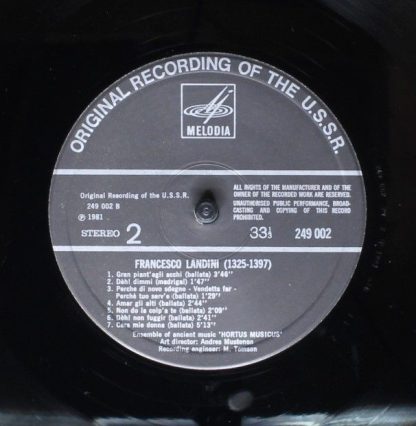 ORIGINAL RECORDING OF THE U.S.S.R.
MELODIA
Original Recording of the U.S.S.R.
249 002 B
℗ 1981
STEREO 2
ALL RIGHTS OF THE MANUFACTURER AND OF THE
OWNER OF THE RECORDED WORK ARE RESERVED.
UNAUTHORISED PUBLIC PERFORMANCE, BROAD-
CASTING AND COPYING OF THIS RECORD
PROHIBITED.
33⅓ 249 002
FRANCESCO LANDINI (1325-1397)
1. Gran piant'agli occhi (ballata) 3'46''
2. Dèh! dimmi (madrigal) 1'47
3. Perche di novo sdegno - Vendetta far -
Perché tuo servo (ballata) 1'29''
4. Amar gli alti (ballata) 2'44''
5. Non do la colp'a te (ballata) 2'09''
6. Dèh! non fuggir (ballata) 2'41''
7. Cara mie donna (ballata) 5'13''
Ensemble of ancient music 'HORTUS MUSICUS'
Art director: Andres Mustonen
Recording engineer: M. Tomson